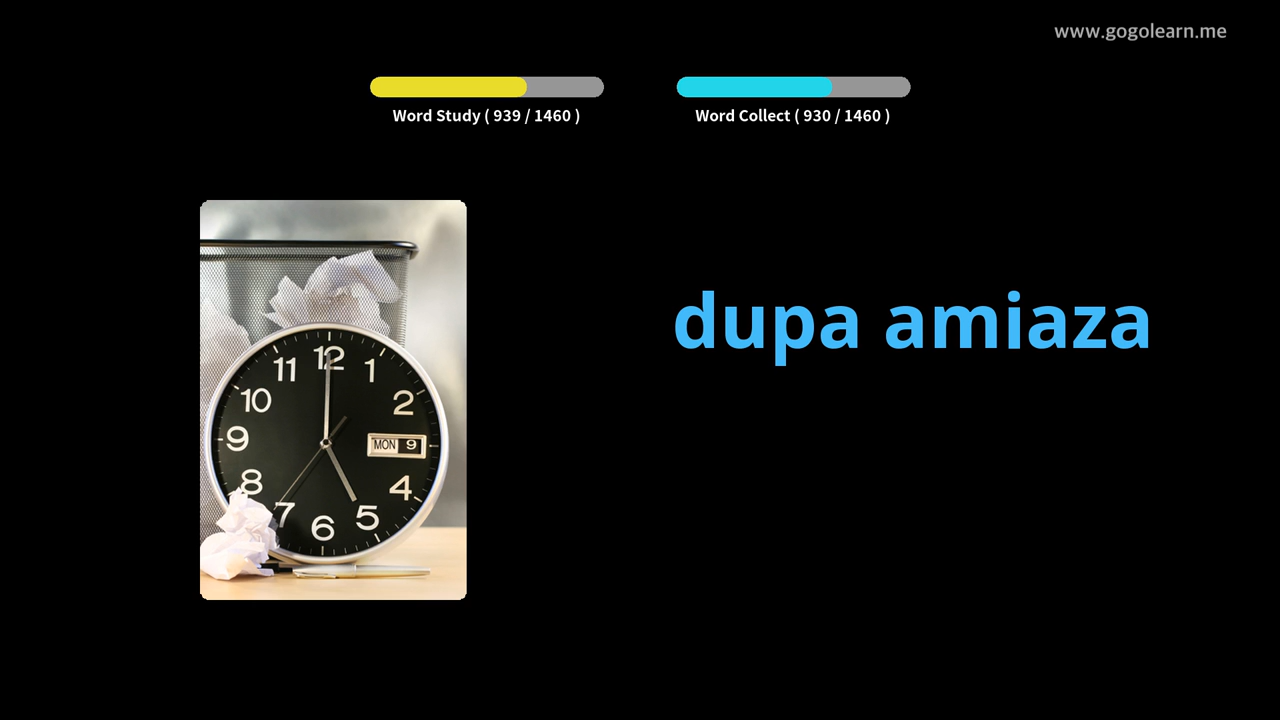 www.gogolearn.me
Word Study ( 939 / 1460 )
Word Collect ( 930 / 1460 )
dupa amiaza
12
11
1
10
2
9
MON 9
8
4
7
5
6